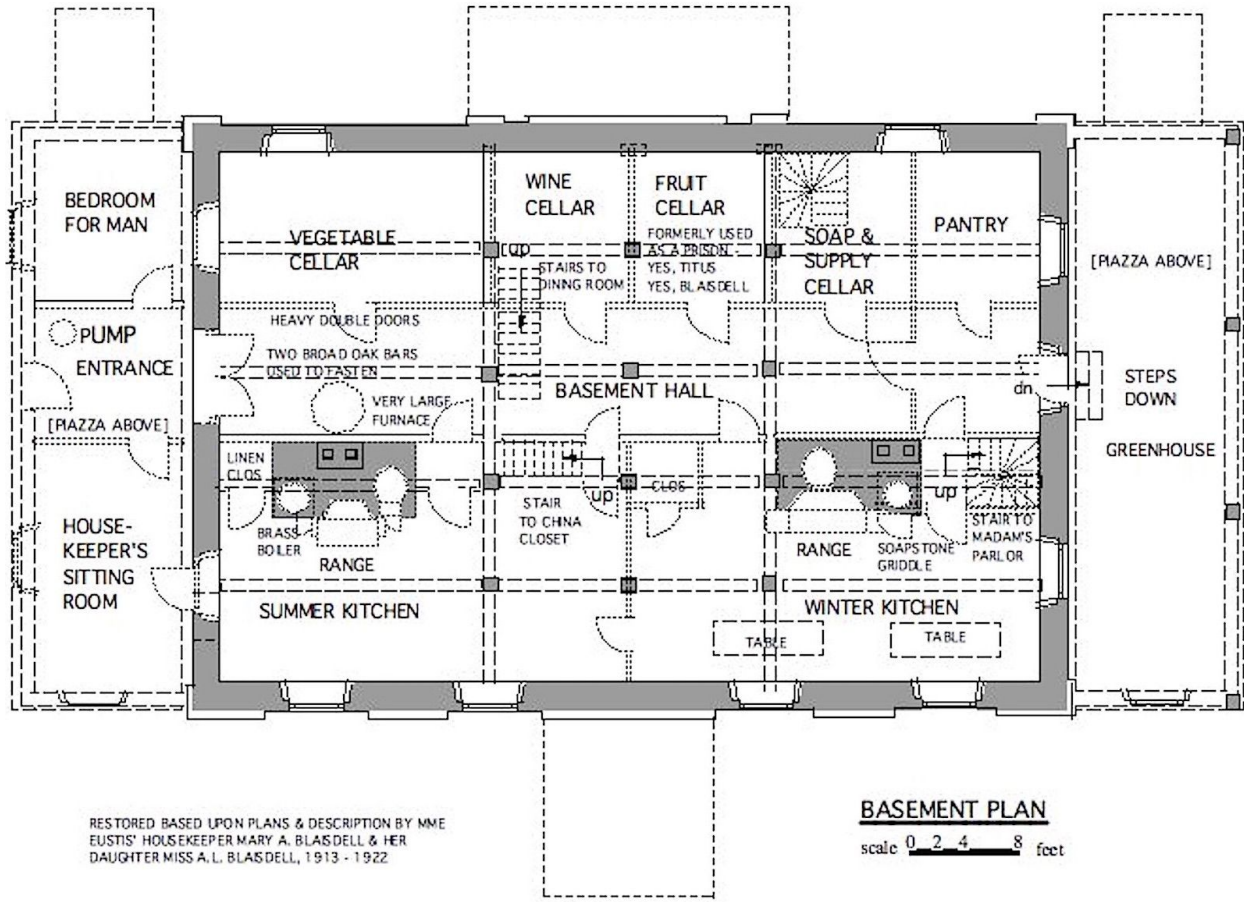 BEDROOM
FOR MAN
PUMP
ENTRANCE
[PIAZZA ABOVE]
HOUSE-
KEEPER'S
SITTING
ROOM
VEGETABLE
CELLAR
HEAVY DOUBLE DOORS
TWO BROAD OAK BARS
USED TO FASTEN
VERY LARGE
FURNACE
LINEN
CLOS
BRASS
BOILER
RANGE
SUMMER KITCHEN
WINE
CELLAR
up
STAIRS TO
DINING ROOM
FRUIT
CELLAR
FORMERLY USED
AS A PRISON -
YES, TITUS
YES, BLAISDELL
BASEMENT HALL
up
STAIR
TO CHINA
CLOSET
CLOS
SOAP &
SUPPLY
CELLAR
PANTRY
dn
up
RANGE
SOAPSTONE
GRIDDLE
STAIR TO
MADAM'S
PARLOR
WINTER KITCHEN
TABLE
TABLE
[PIAZZA ABOVE]
STEPS
DOWN
GREENHOUSE
RESTORED BASED UPON PLANS & DESCRIPTION BY MME
EUSTIS' HOUSEKEEPER MARY A. BLAISDELL & HER
DAUGHTER MISS A.L. BLAISDELL, 1913 - 1922
BASEMENT PLAN
scale 0 2 4 8 feet